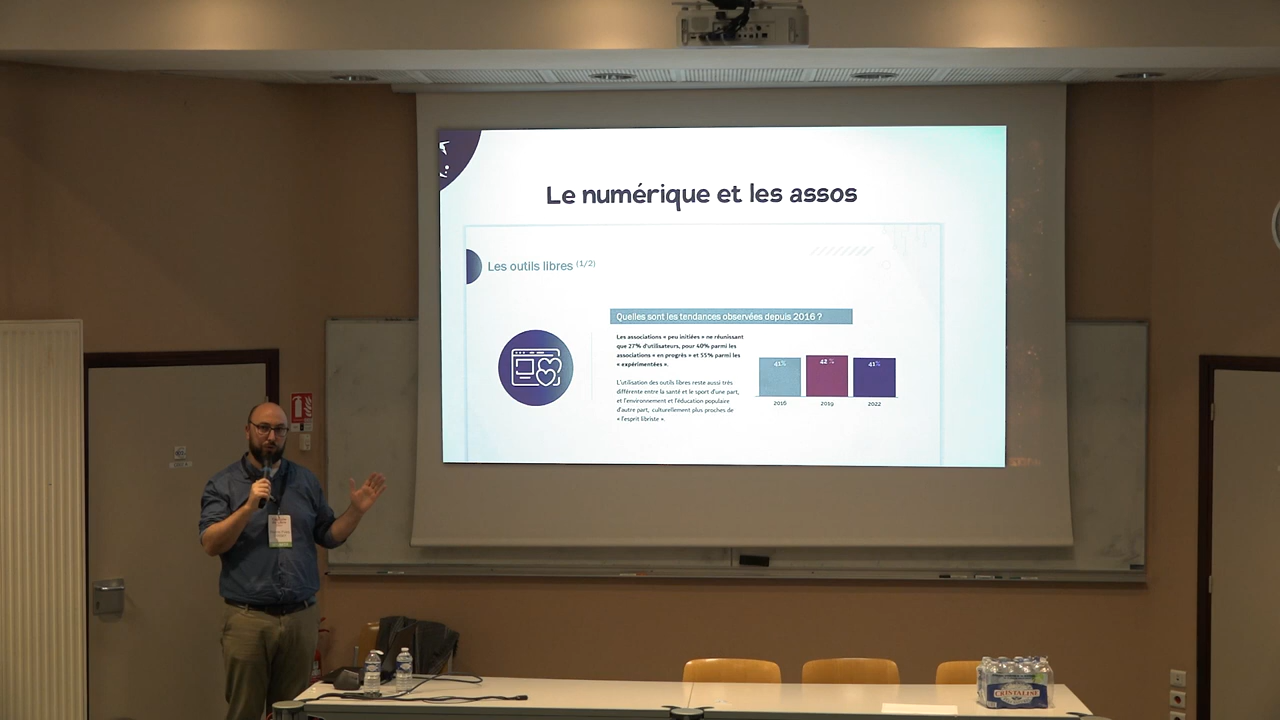 Le numérique et les assos
Les outils libres (1/2)
Quelles sont les tendances observées depuis 2016 ?
Les associations « peu initiées » ne réunissant
que 27% d'utilisateurs, pour 40% parmi les
associations « en progrès » et 55% parmi les
« expérimentées ».
L'utilisation des outils libres reste aussi très
différente entre la santé et le sport d'une part,
et l'environnement et l'éducation populaire
d'autre part, culturellement plus proches de
« l'esprit libriste ».
41%
42 %
41%
2016
2019
2022
CRISTALINE